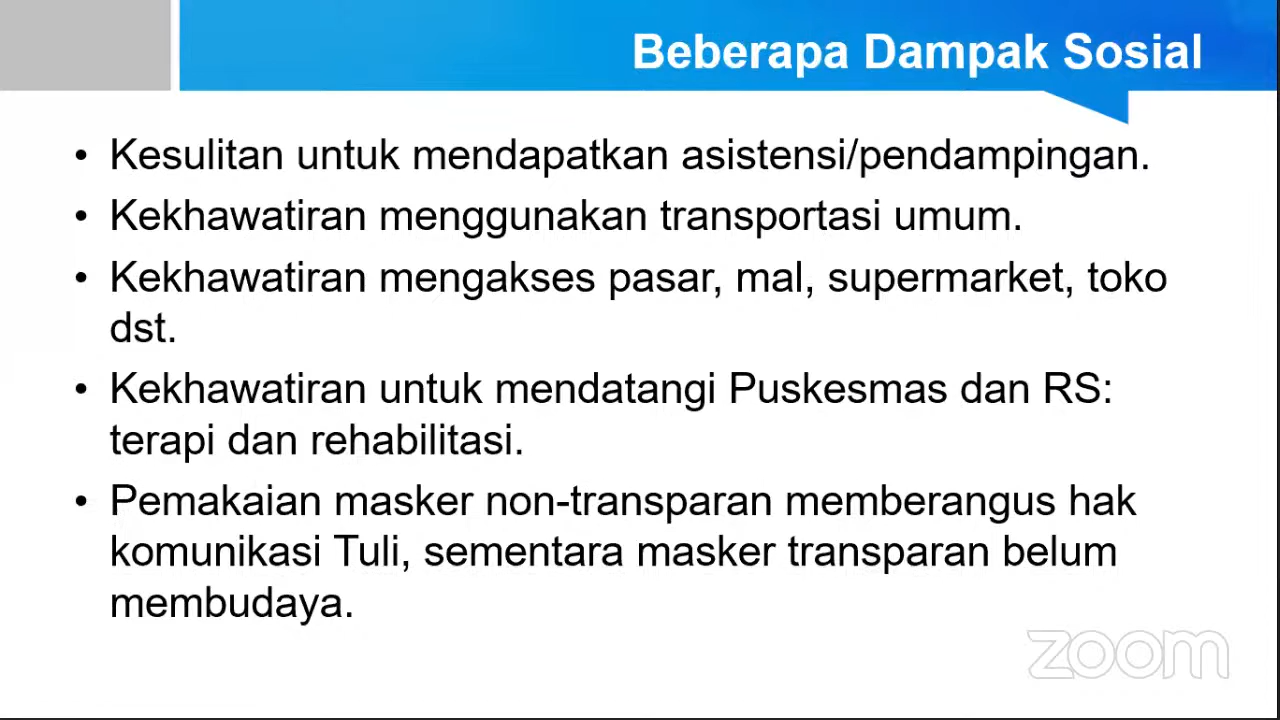 Beberapa Dampak Sosial
• Kesulitan untuk mendapatkan asistensi/pendampingan.
• Kekhawatiran menggunakan transportasi umum.
• Kekhawatiran mengakses pasar, mal, supermarket, toko
dst.
• Kekhawatiran untuk mendatangi Puskesmas dan RS:
terapi dan rehabilitasi.
• Pemakaian masker non-transparan memberangus hak
komunikasi Tuli, sementara masker transparan belum
membudaya.
zoom